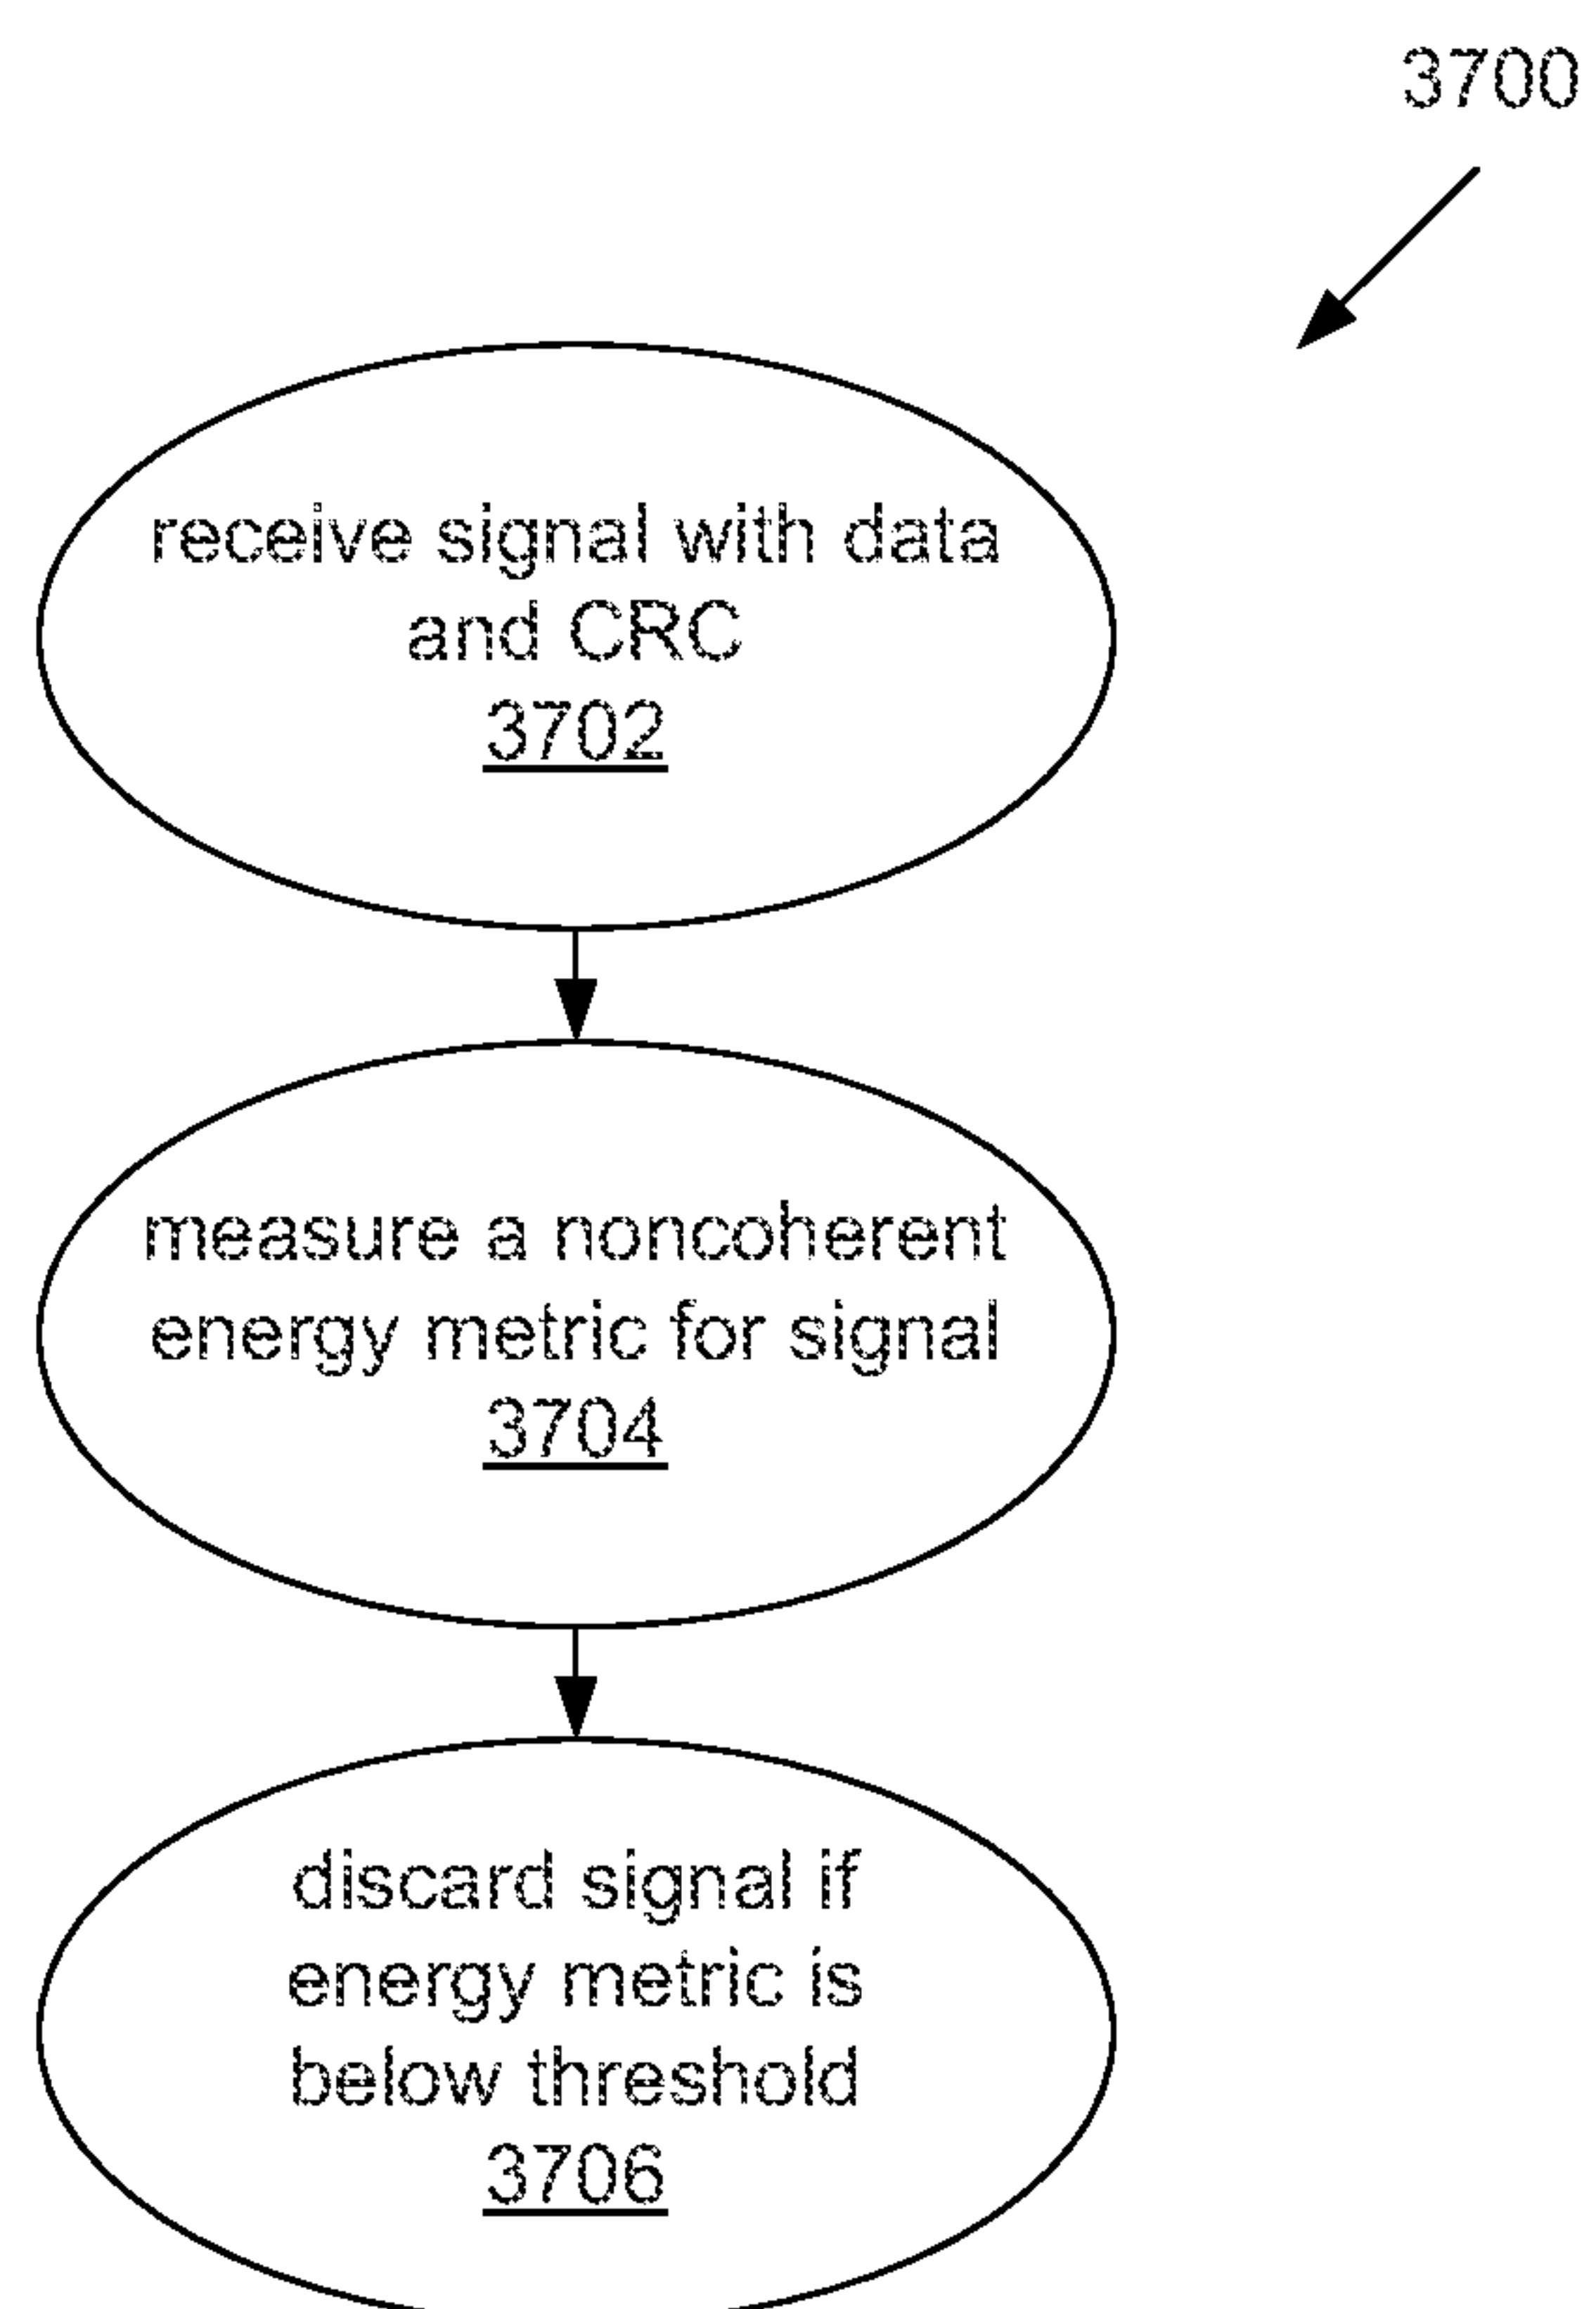 3700
receive signal with data
and CRC
3702
measure a noncoherent
energy metric for signal
3704
discard signal if
energy metric is
below threshold
3706